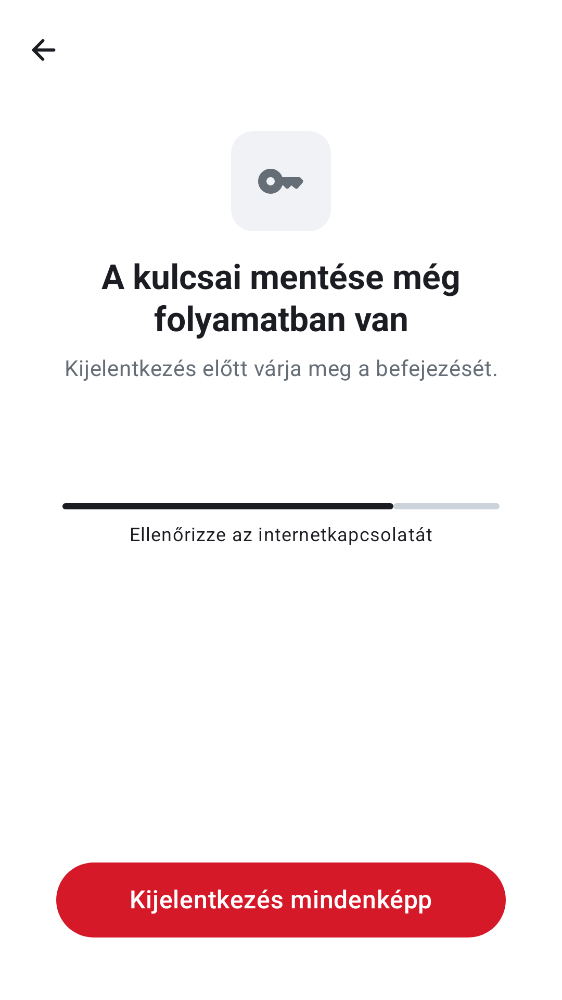 A kulcsai mentése még
folyamatban van
Kijelentkezés előtt várja meg a befejezését.
Ellenőrizze az internetkapcsolatát
Kijelentkezés mindenképp